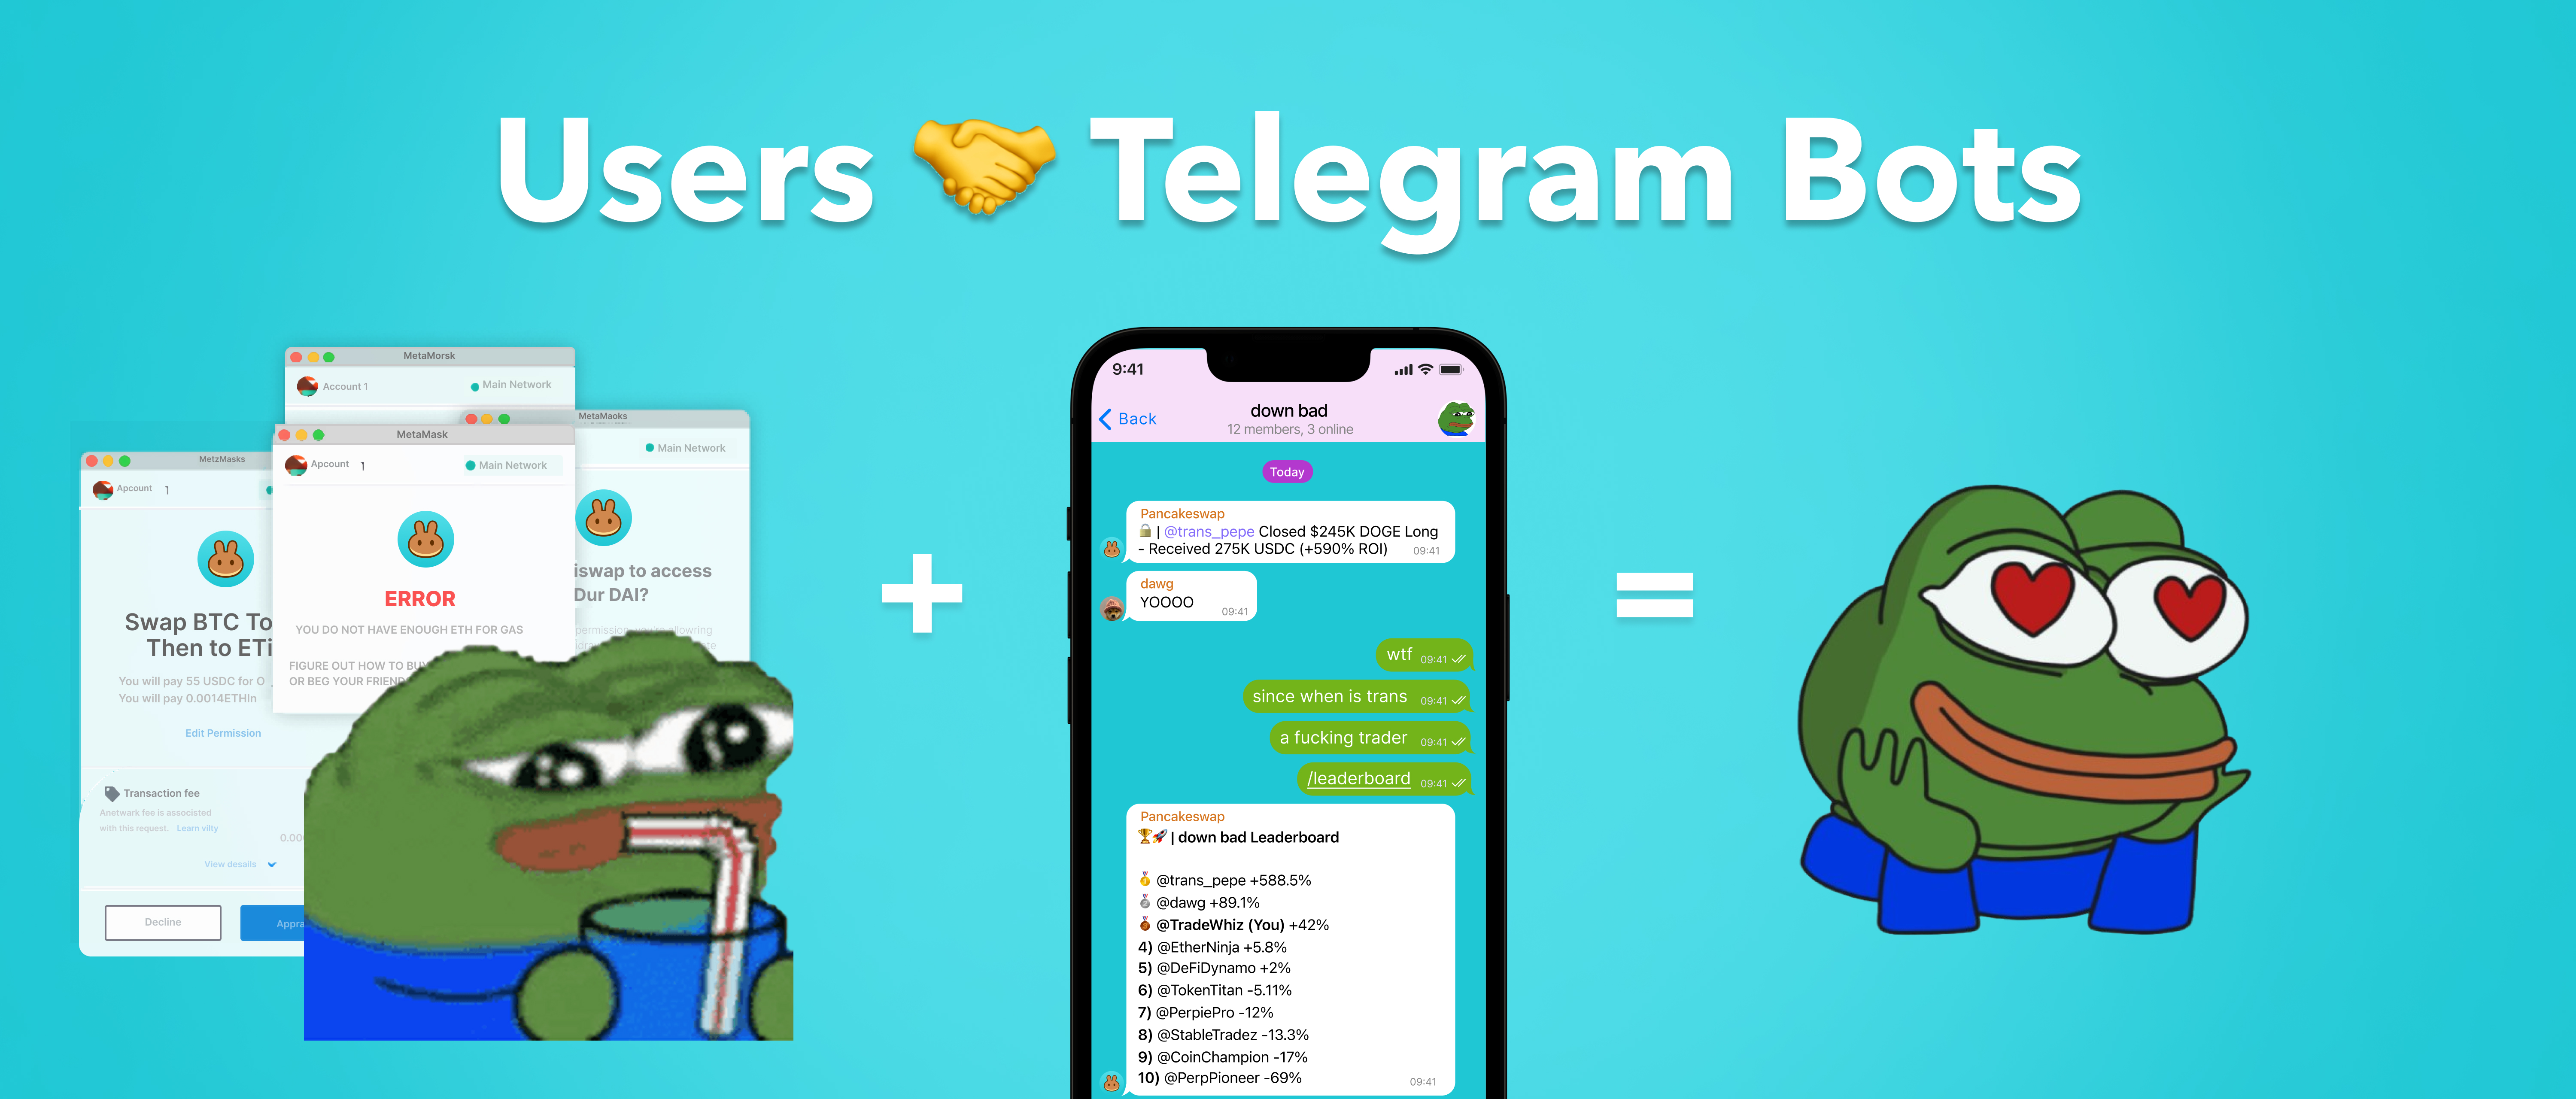 Users 🤝 Telegram Bots
MetaMorsk
Account 1
Main Network
MetaMaoks
Main Network
iswap to access
Dur DAI?
MetaMask
Apcount 1
Main Network
ERROR
YOU DO NOT HAVE ENOUGH ETH FOR GAS
FIGURE OUT HOW TO BUY
OR BEG YOUR FRIEND
MetzMasks
Apcount 1
Swap BTC To
Then to ETi
You will pay 55 USDC for O
You will pay 0.0014ETHIn
Edit Permission
Transaction fee
Anetwark fee is associated
with this request. Learn vilty
0.00
View desalls
Decline
Appra
+
9:41
Back
down bad
12 members, 3 online
Today
Pancakeswap
🔒 | @trans_pepe Closed $245K DOGE Long
- Received 275K USDC (+590% ROI) 09:41
dawg
YOOOO 09:41
wtf 09:41
since when is trans 09:41
a fucking trader 09:41
/leaderboard 09:41
Pancakeswap
🏆🚀 | down bad Leaderboard
🥇 @trans_pepe +588.5%
🥈 @dawg +89.1%
🥉 @TradeWhiz (You) +42%
4) @EtherNinja +5.8%
5) @DeFiDynamo +2%
6) @TokenTitan -5.11%
7) @PerpiePro -12%
8) @StableTradez -13.3%
9) @CoinChampion -17%
10) @PerpPioneer -69%
09:41
=